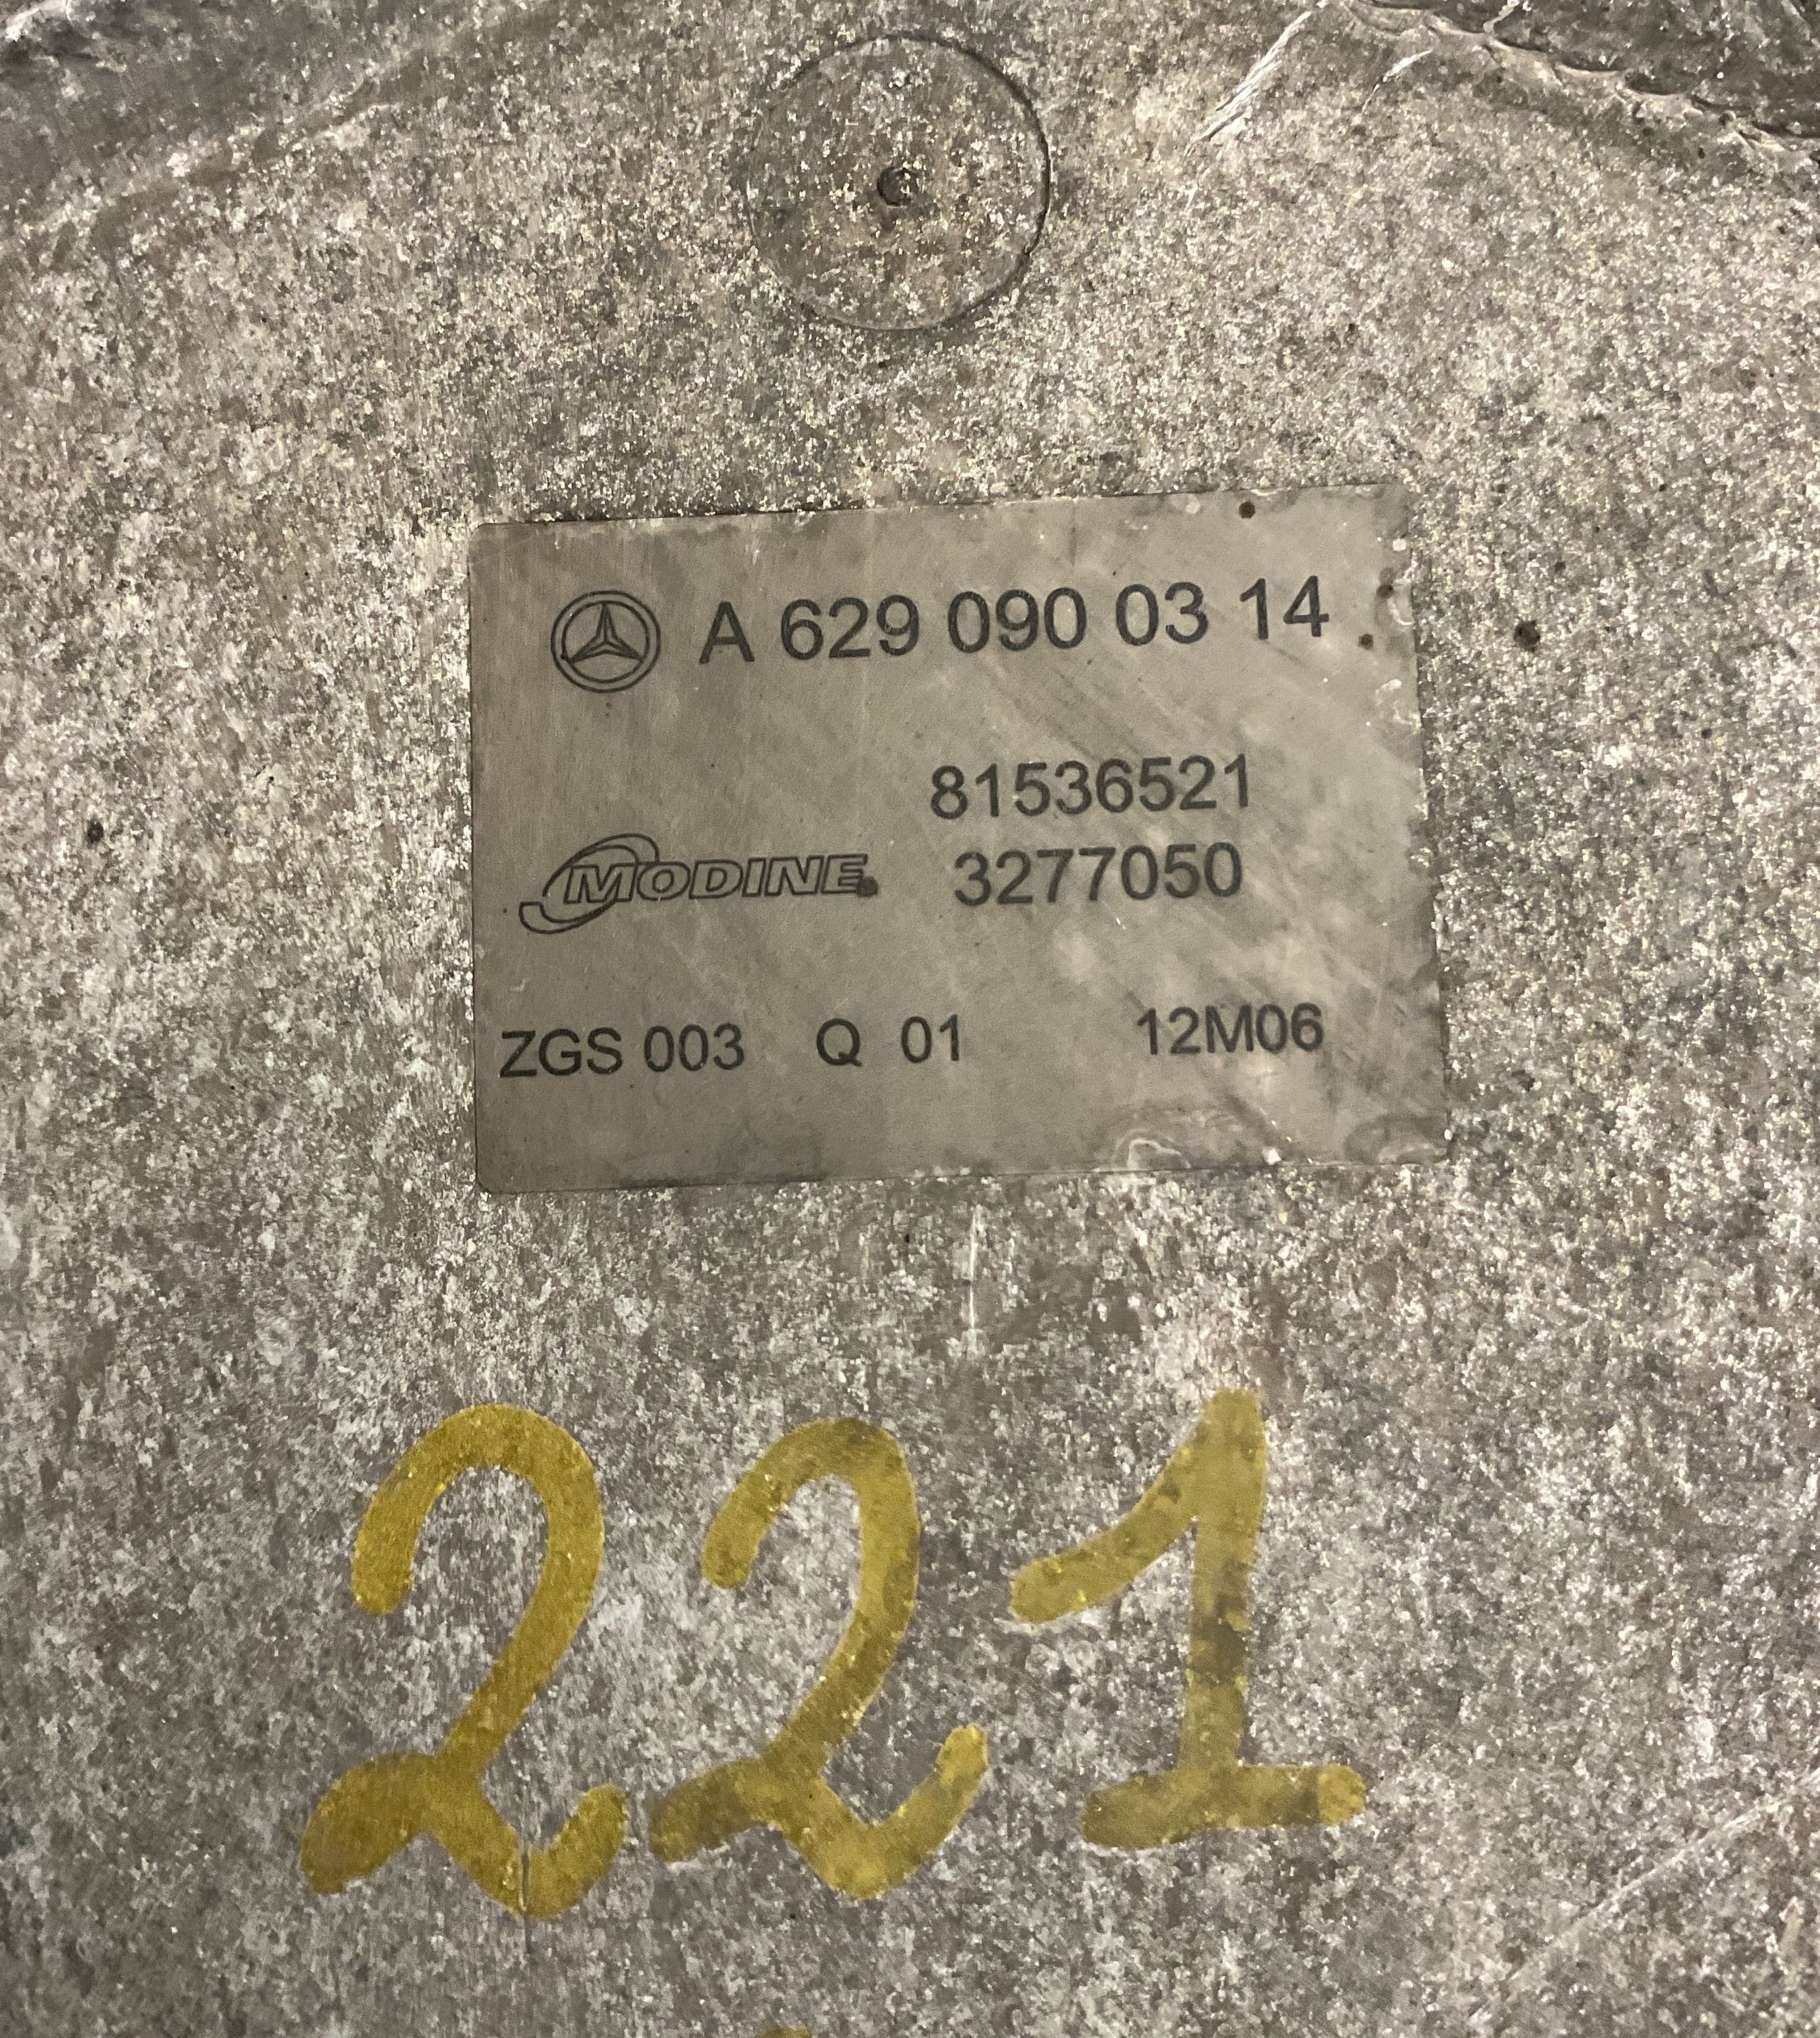 A 629 090 03 14
81536521
MODINE 3277050
ZGS 003 Q 01 12M06
221